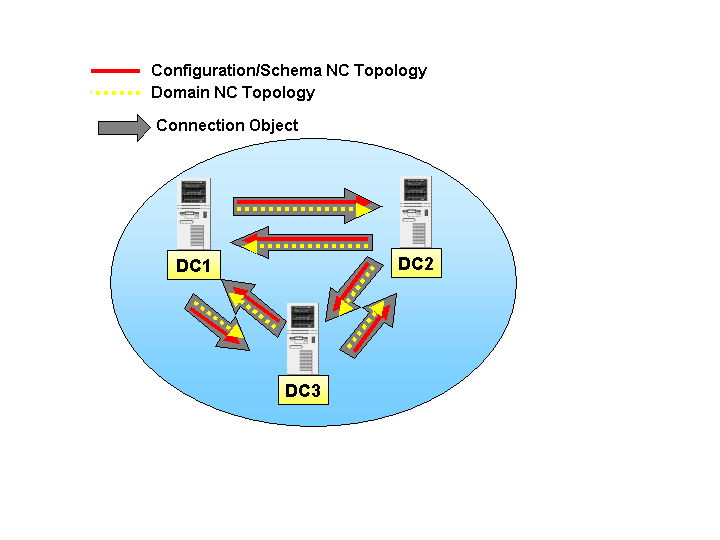 Configuration/Schema NC Topology
Domain NC Topology
Connection Object
DC1
DC2
DC3